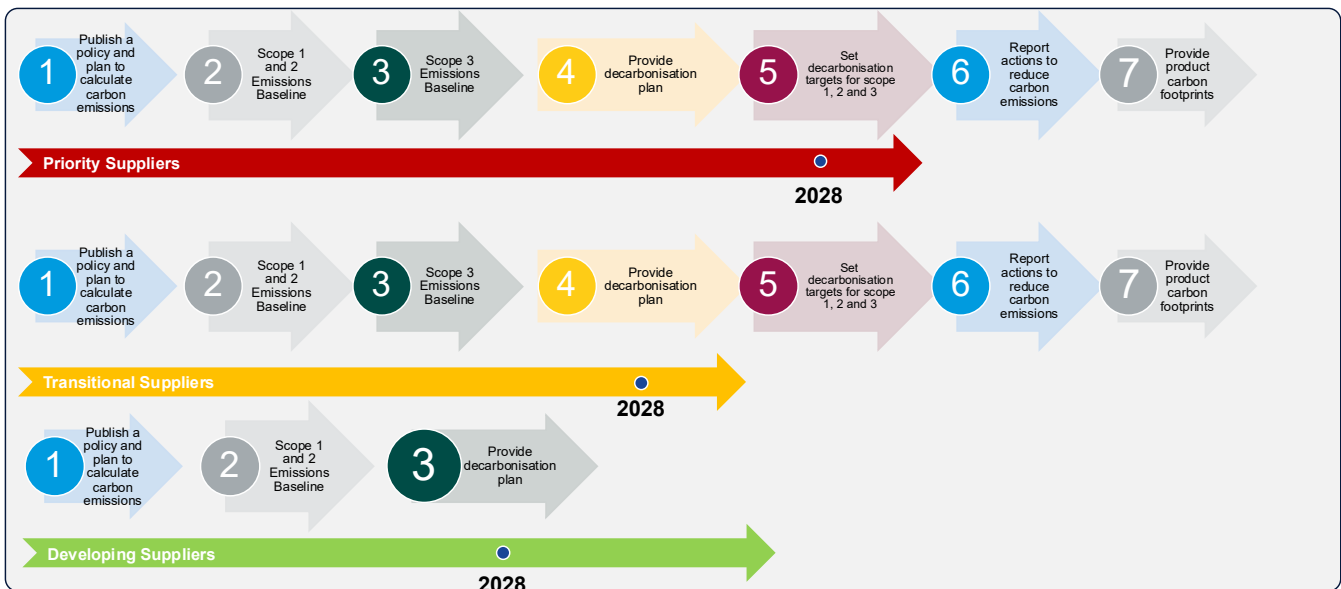 1
Publish a
policy and
plan to
calculate
carbon
emissions
2
Scope 1
and 2
Emissions
Baseline
3
Scope 3
Emissions
Baseline
4
Provide
decarbonisation
plan
5
Set
decarbonisation
targets for scope
1, 2 and 3
6
Report
actions to
reduce
carbon
emissions
7
Provide
product
carbon
footprints
Priority Suppliers
2028
1
Publish a
policy and
plan to
calculate
carbon
emissions
2
Scope 1
and 2
Emissions
Baseline
3
Scope 3
Emissions
Baseline
4
Provide
decarbonisation
plan
5
Set
decarbonisation
targets for scope
1, 2 and 3
6
Report
actions to
reduce
carbon
emissions
7
Provide
product
carbon
footprints
Transitional Suppliers
2028
1
Publish a
policy and
plan to
calculate
carbon
emissions
2
Scope 1
and 2
Emissions
Baseline
3
Provide
decarbonisation
plan
Developing Suppliers
2028